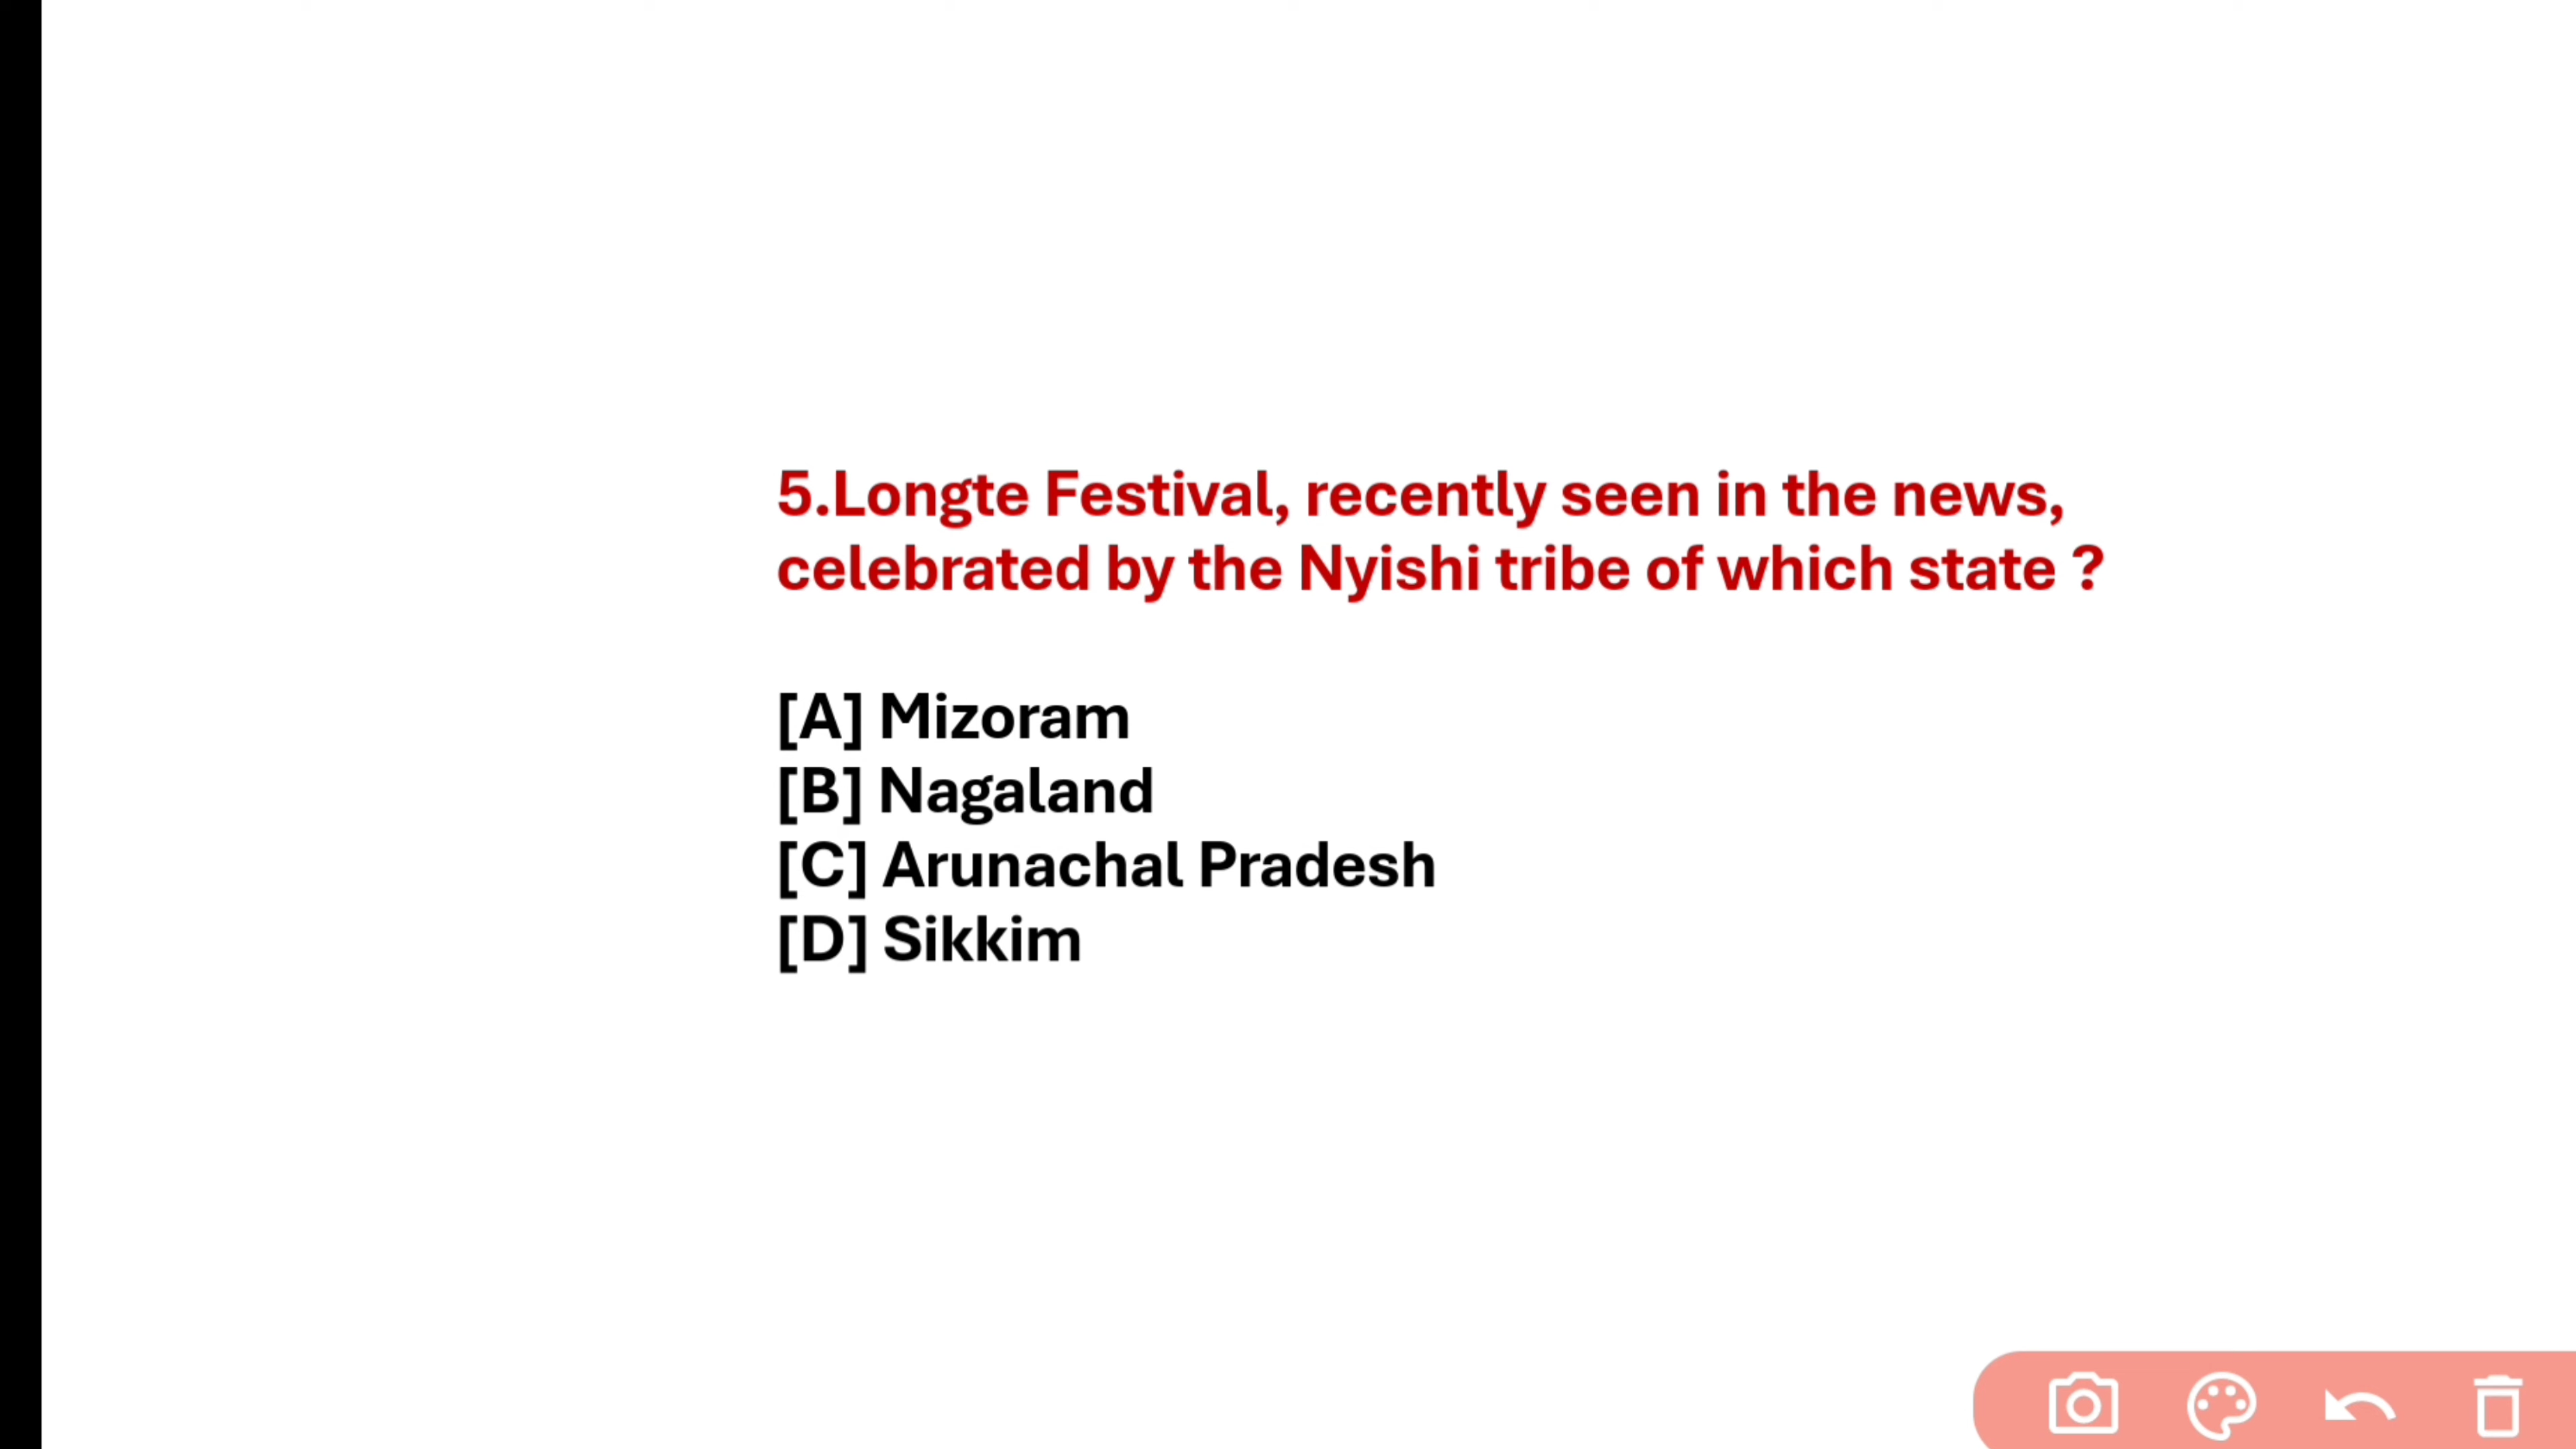 5.Longte Festival, recently seen in the news,
celebrated by the Nyishi tribe of which state ?
[A] Mizoram
[B] Nagaland
[C] Arunachal Pradesh
[D] Sikkim